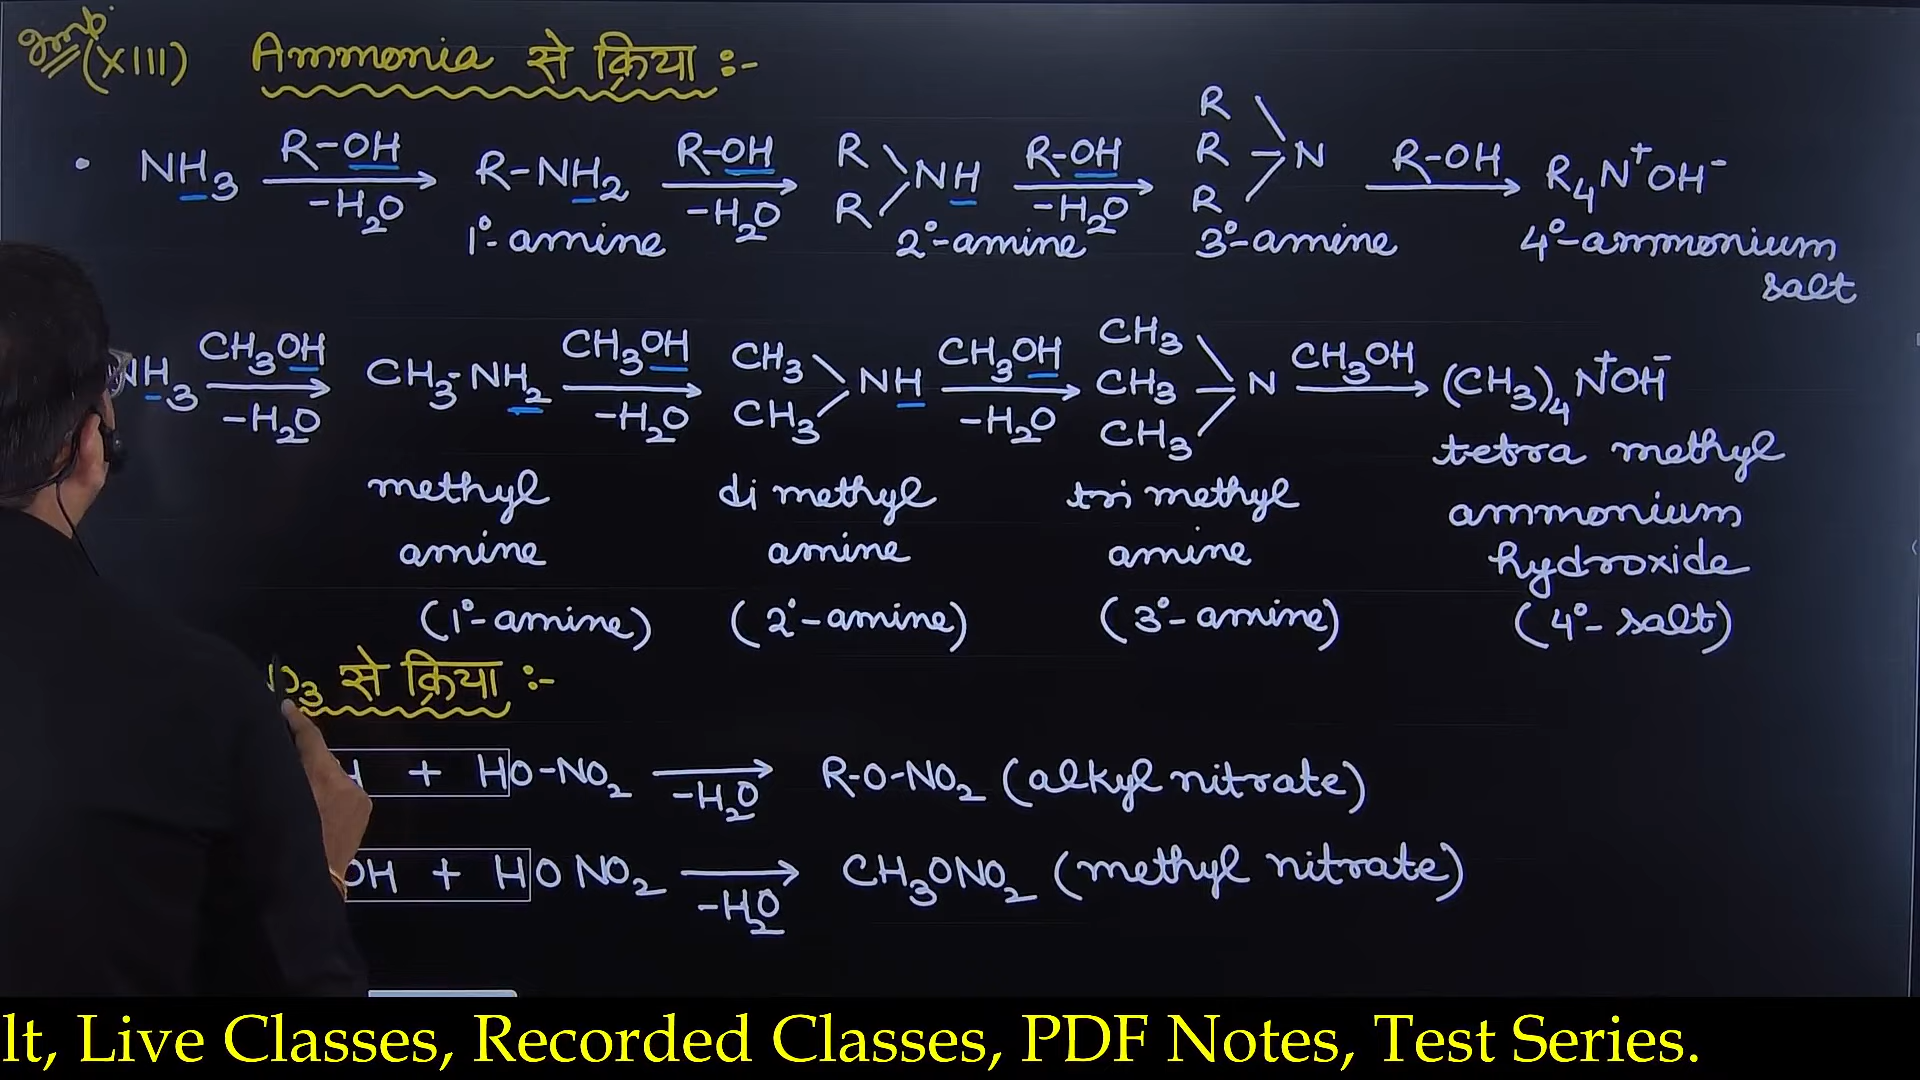 Imp.
(XIII) Ammonia से क्रिया :-
• NH₃ R-OH -H₂O → R-NH₂ R-OH -H₂O → R R NH R-OH -H₂O → R R R N R-OH → R₄N⁺OH⁻
1°-amine 2°-amine 3°-amine 4°-ammonium salt
NH₃ CH₃OH -H₂O → CH₃-NH₂ CH₃OH -H₂O → CH₃ CH₃ NH CH₃OH -H₂O → CH₃ CH₃ CH₃ N CH₃OH → (CH₃)₄N⁺OH⁻
methyl amine di methyl amine tri methyl amine tetra methyl ammonium hydroxide
(1°-amine) (2°-amine) (3°-amine) (4°-salt)
O₃ से क्रिया :-
H + HO-NO₂ -H₂O → R-O-NO₂ (alkyl nitrate)
OH + HO NO₂ -H₂O → CH₃ONO₂ (methyl nitrate)
lt, Live Classes, Recorded Classes, PDF Notes, Test Series.